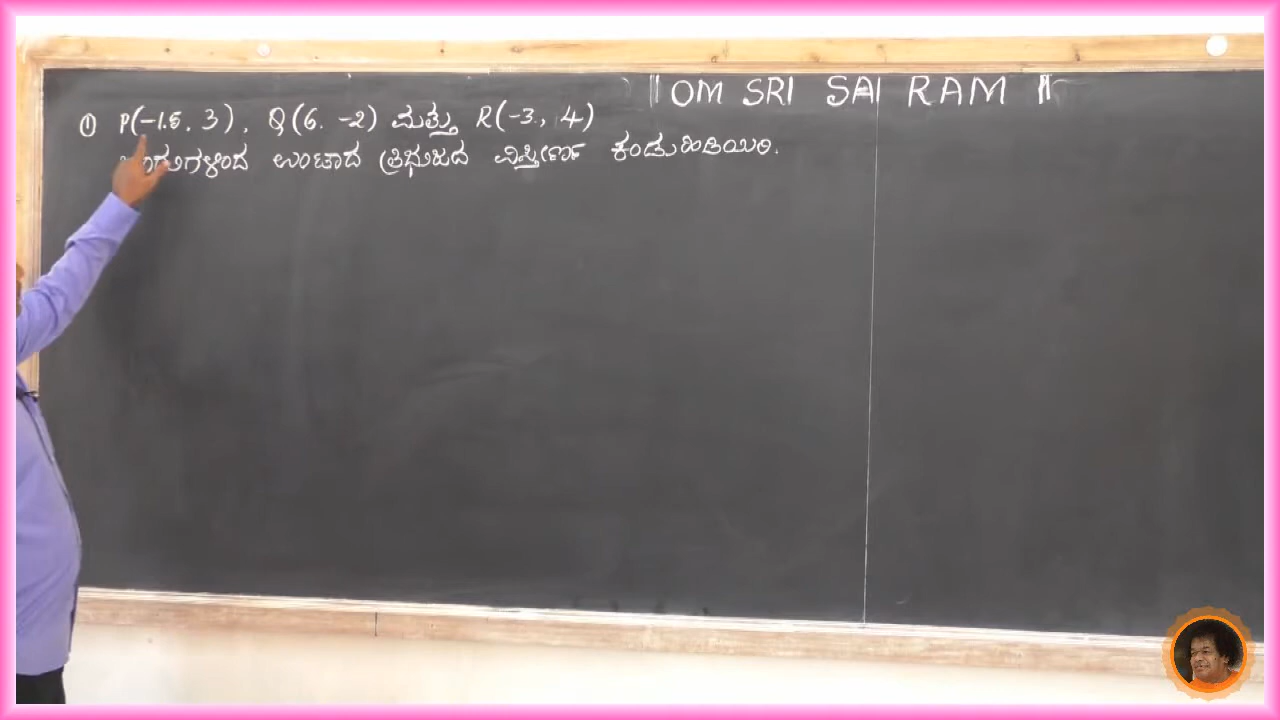 ॥ OM SRI SAI RAM ॥
① P(-1.5, 3), Q(6, -2) ಮತ್ತು R(-3, 4)
ಉಂಟಾದ ತ್ರಿಭುಜದ ವಿಸ್ತೀರ್ಣ ಕಂಡುಹಿಡಿಯಿರಿ.